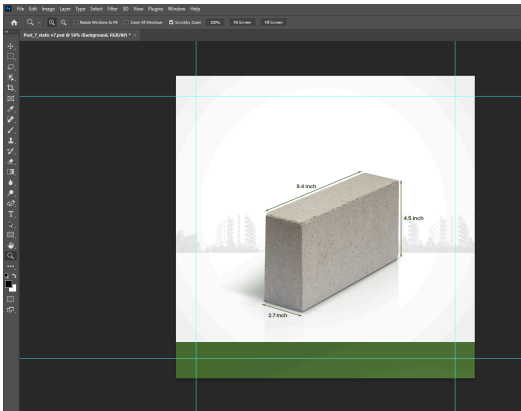 Ps File Edit Image Layer Type Select Filter 3D View Plugins Window Help
Resize Windows to Fit Zoom All Windows Scrubby Zoom 100% Fit Screen Fill Screen
Post_7_static v7.psd @ 50% (Background, RGB/8#) * ×
9.4 Inch
4.5 Inch
2.7 Inch